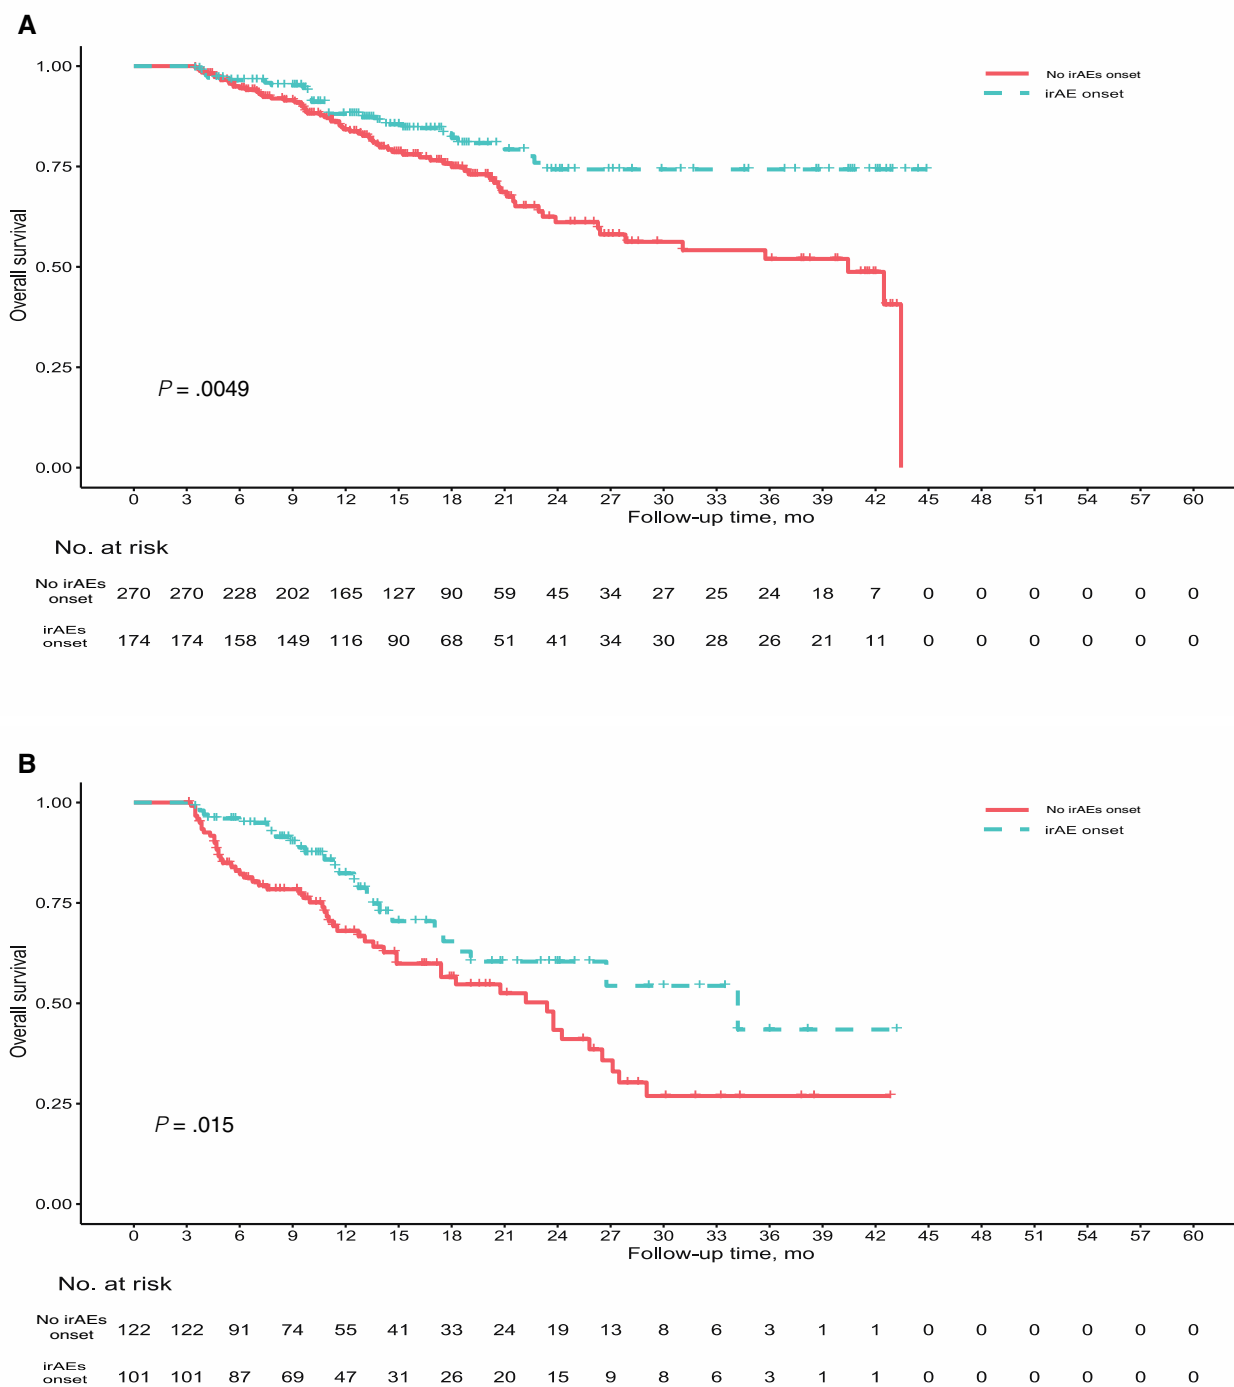 A
1.00
0.75
0.50
0.25
0.00
Overall survival
No irAEs onset
irAE onset
P = .0049
0 3 6 9 12 15 18 21 24 27 30 33 36 39 42 45 48 51 54 57 60
Follow-up time, mo
No. at risk
No irAEs
onset
270 270 228 202 165 127 90 59 45 34 27 25 24 18 7 0 0 0 0 0 0
irAEs
onset
174 174 158 149 116 90 68 51 41 34 30 28 26 21 11 0 0 0 0 0 0
B
1.00
0.75
0.50
0.25
0.00
Overall survival
No irAEs onset
irAE onset
P = .015
0 3 6 9 12 15 18 21 24 27 30 33 36 39 42 45 48 51 54 57 60
Follow-up time, mo
No. at risk
No irAEs
onset
122 122 91 74 55 41 33 24 19 13 8 6 3 1 1 0 0 0 0 0 0
irAEs
onset
101 101 87 69 47 31 26 20 15 9 8 6 3 1 1 0 0 0 0 0 0